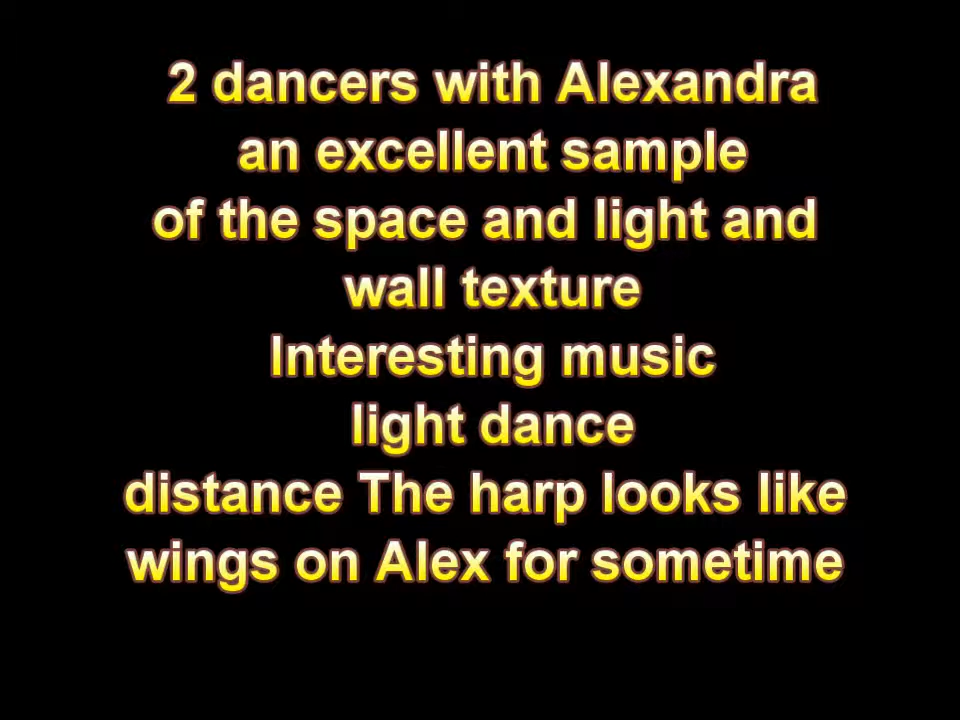 2 dancers with Alexandra
an excellent sample
of the space and light and
wall texture
Interesting music
light dance
distance The harp looks like
wings on Alex for sometime